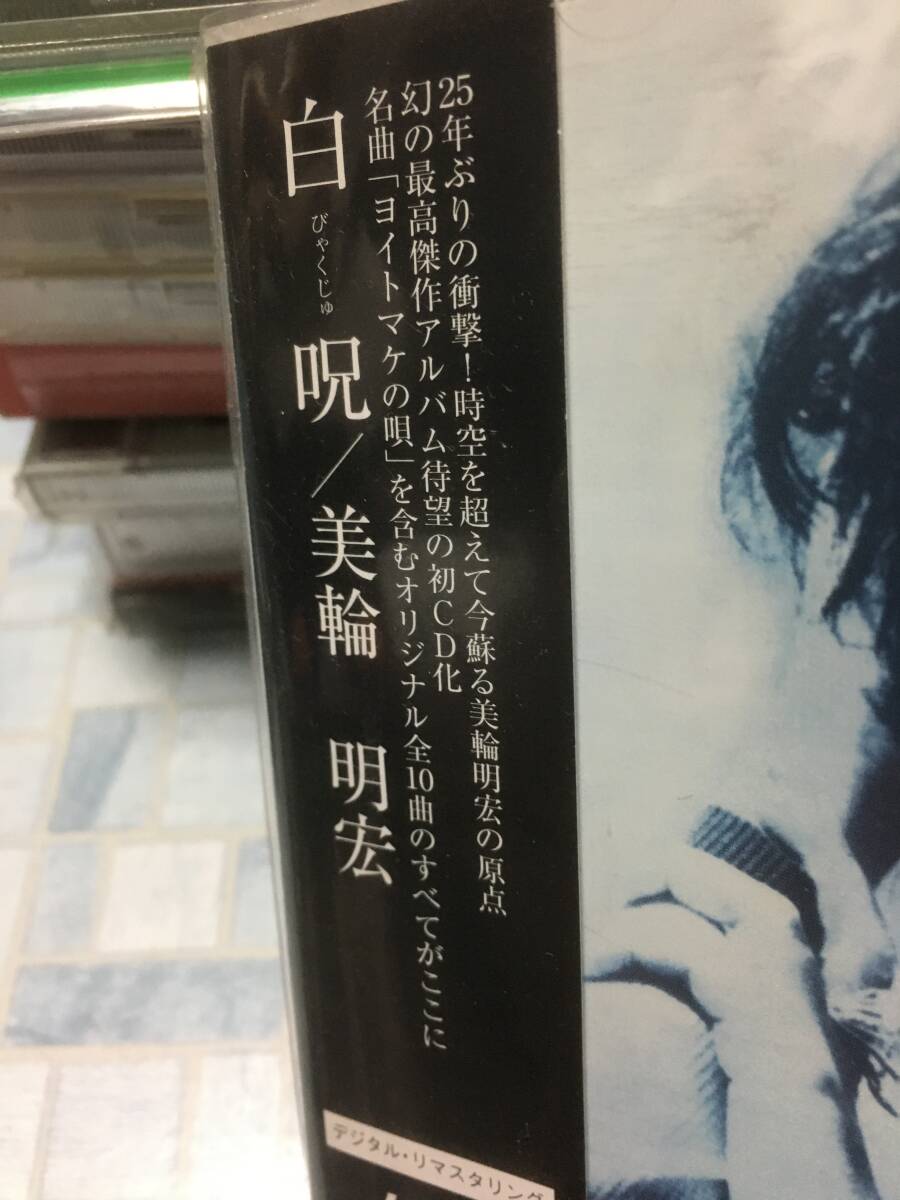 25年ぶりの衝撃！時空を超えて今蘇る美輪明宏の原点
幻の最高傑作アルバム待望の初CD化
名曲「ヨイトマケの唄」を含むオリジナル全10曲のすべてがここに
白呪／美輪 明宏
びゃくじゅ
デジタル・リマスタリング